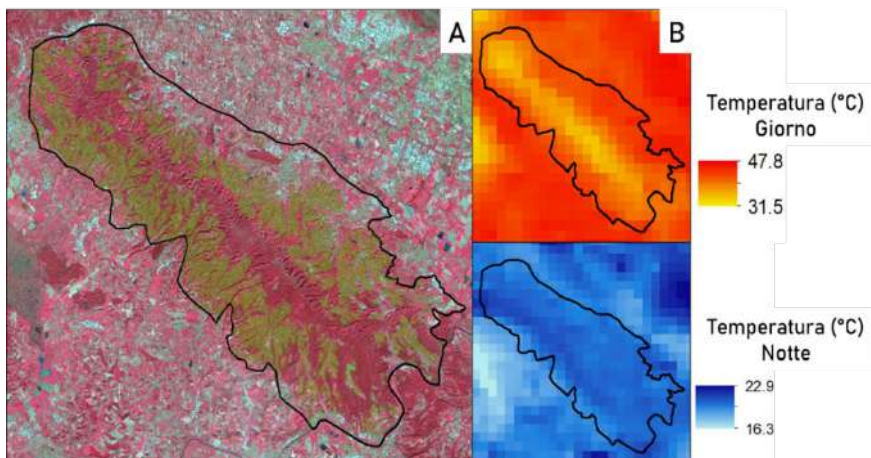 A
B
Temperatura (°C)
Giorno
47.8
31.5
Temperatura (°C)
Notte
22.9
16.3